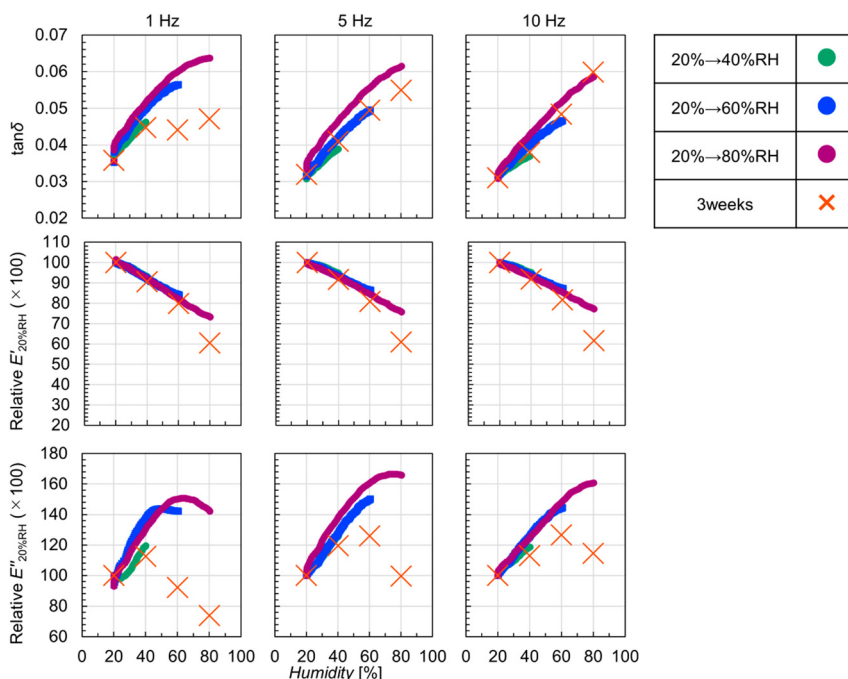 1 Hz 5 Hz 10 Hz
0.07
0.06
0.05
0.04
0.03
0.02
tanδ
20%→40%RH
20%→60%RH
20%→80%RH
3weeks
110
100
90
80
70
60
50
40
30
20
Relative E′20%RH (×100)
180
160
140
120
100
80
60
Relative E″20%RH (×100)
0 20 40 60 80 100 0 20 40 60 80 100 0 20 40 60 80 100
Humidity [%]